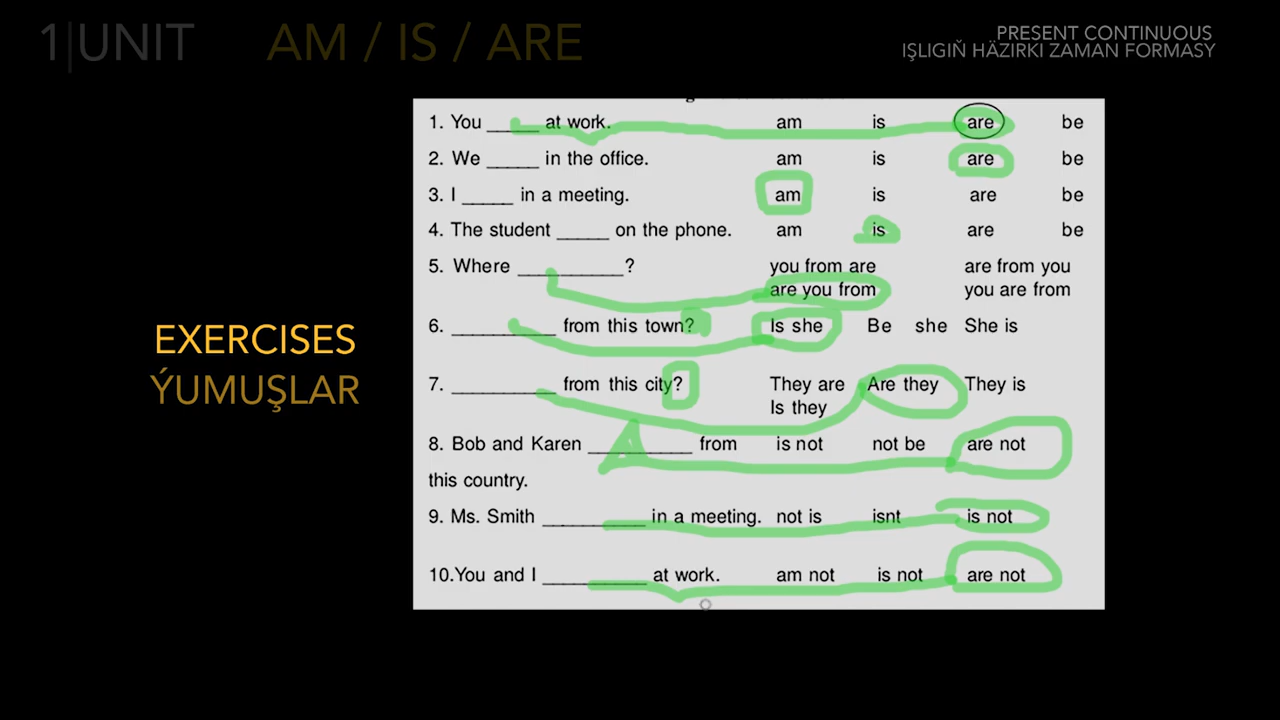 1|UNIT AM / IS / ARE
PRESENT CONTINUOUS
IŞLIGIŇ HÄZIRKI ZAMAN FORMASY
1. You _____ at work. am is are be
2. We _____ in the office. am is are be
3. I _____ in a meeting. am is are be
4. The student _____ on the phone. am is are be
5. Where __________? you from are are from you
are you from you are from
6. __________ from this town? Is she Be she She is
EXERCISES
ÝUMUŞLAR
7. __________ from this city? They are Are they They is
Is they
8. Bob and Karen __________ from is not not be are not
this country.
9. Ms. Smith __________ in a meeting. not is isnt is not
10.You and I __________ at work. am not is not are not